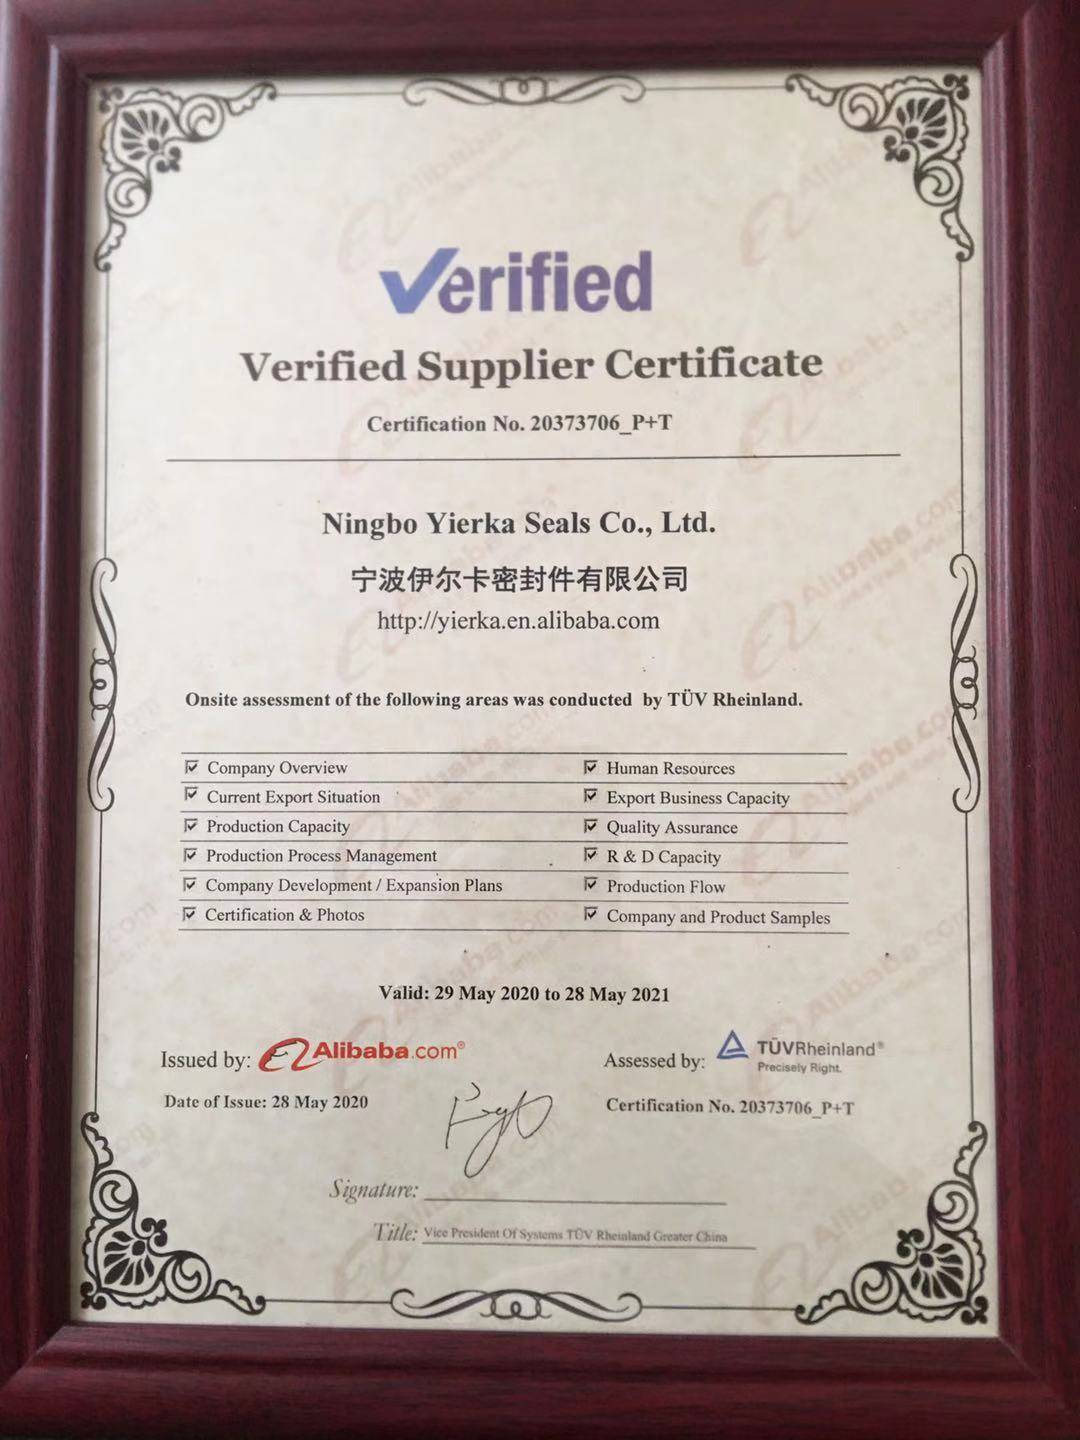 Verified
Verified Supplier Certificate
Certification No. 20373706_P+T
Ningbo Yierka Seals Co., Ltd.
宁波伊尔卡密封件有限公司
http://yierka.en.alibaba.com
Onsite assessment of the following areas was conducted by TÜV Rheinland.
Company Overview
Human Resources
Current Export Situation
Export Business Capacity
Production Capacity
Quality Assurance
Production Process Management
R & D Capacity
Company Development / Expansion Plans
Production Flow
Certification & Photos
Company and Product Samples
Valid: 29 May 2020 to 28 May 2021
Issued by: Alibaba.com®
Assessed by: TÜVRheinland®
Precisely Right.
Date of Issue: 28 May 2020
Certification No. 20373706_P+T
Signature:
Title: Vice President Of Systems TÜV Rheinland Greater China